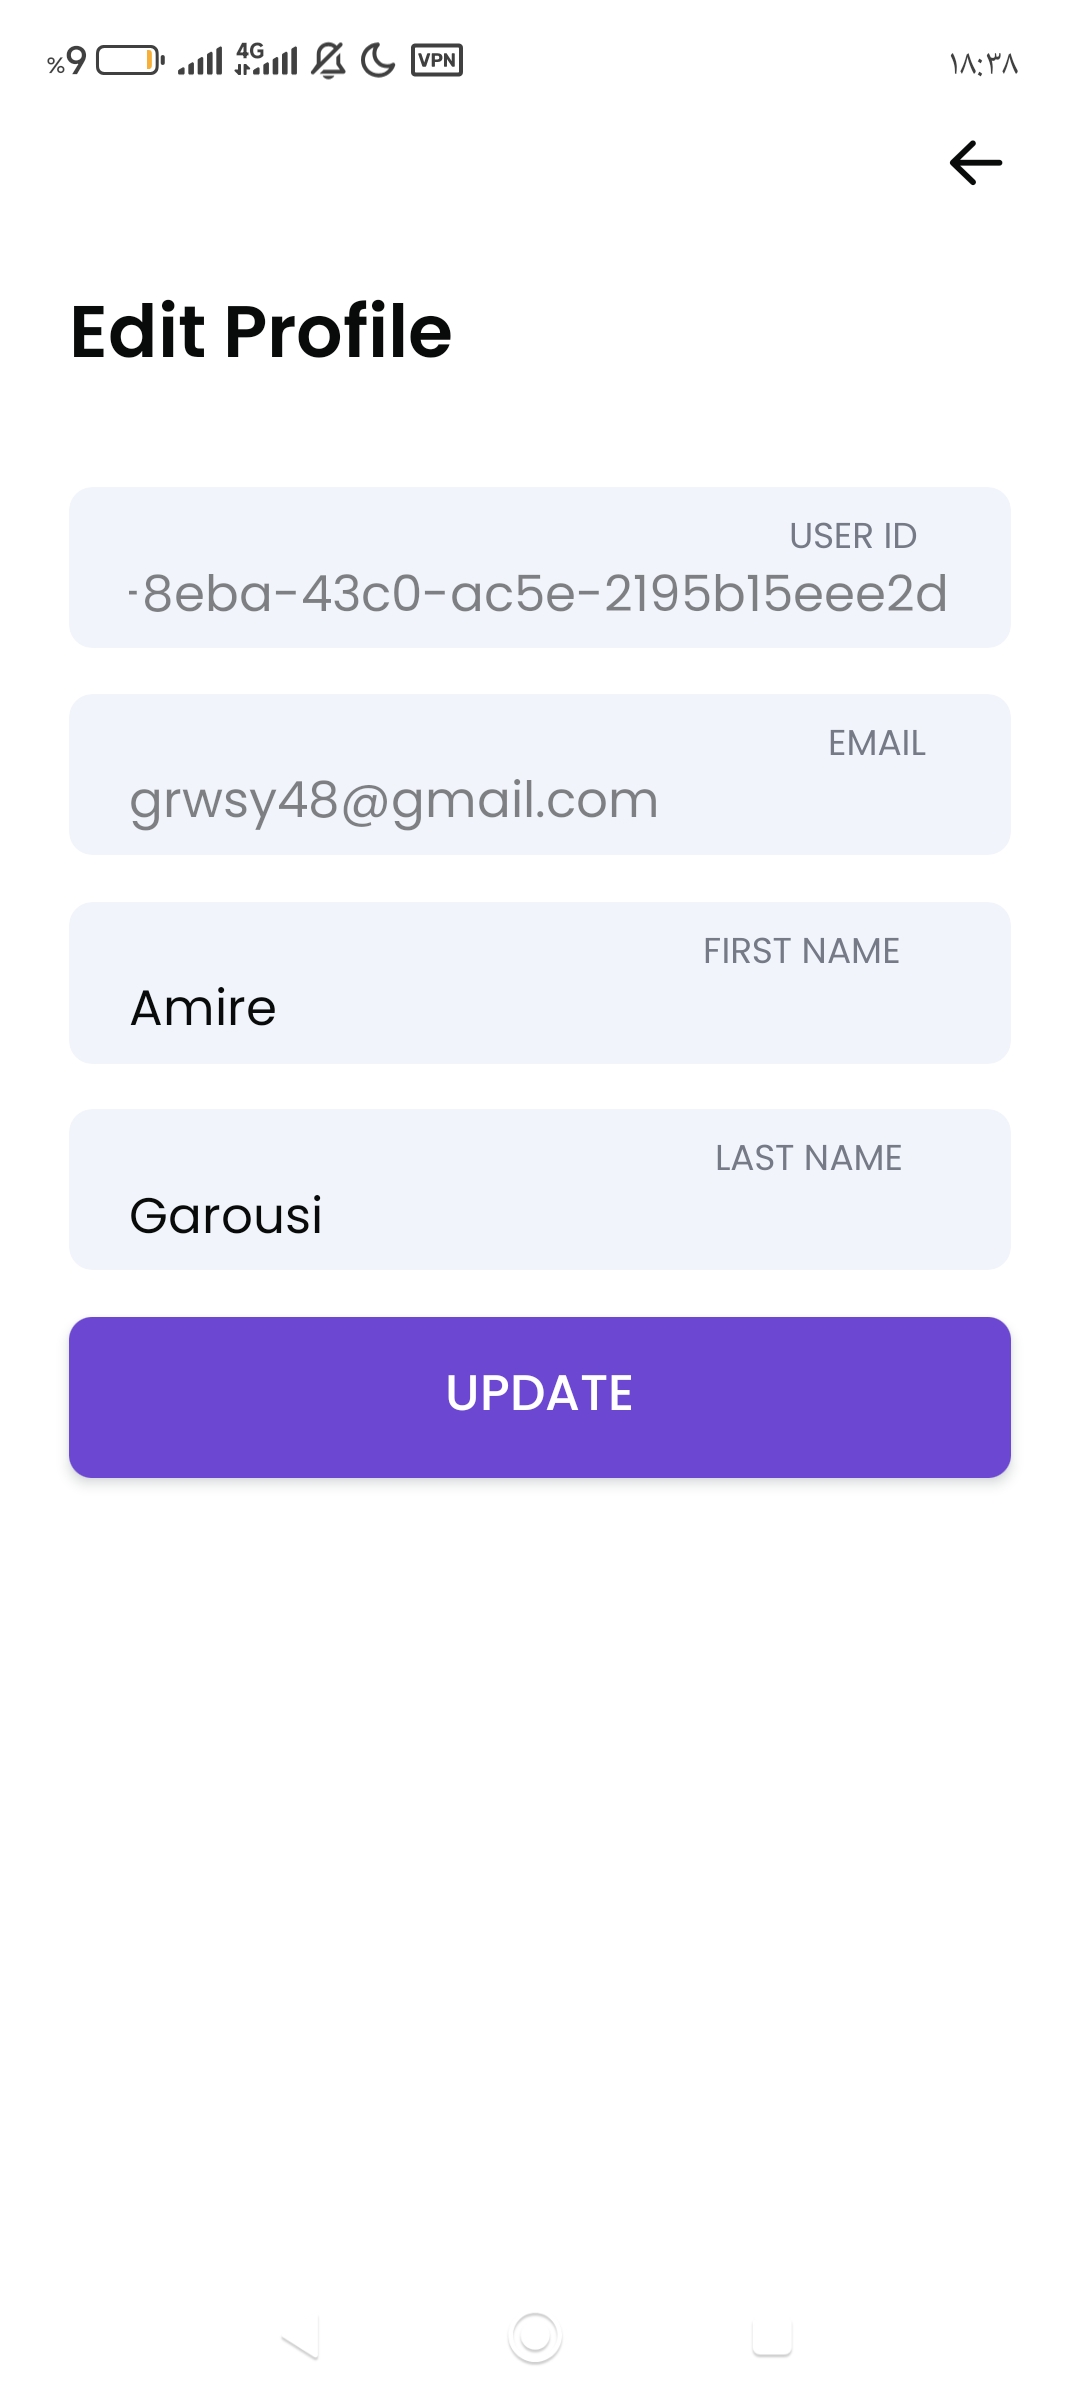 %9 4G VPN ۱۸:۳۸
Edit Profile
USER ID
-8eba-43c0-ac5e-2195b15eee2d
EMAIL
grwsy48@gmail.com
FIRST NAME
Amire
LAST NAME
Garousi
UPDATE